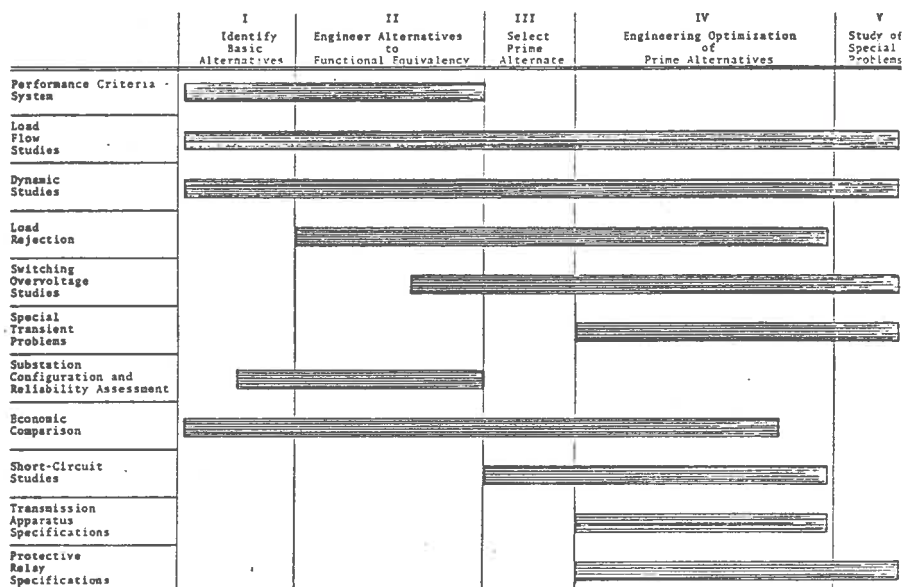 I
Identify
Basic
Alternatives
II
Engineer Alternatives
to
Functional Equivalency
III
Select
Prime
Alternate
IV
Engineering Optimization
of
Prime Alternatives
V
Study of
Special
Problems
Performance Criteria -
System
Load
Flow
Studies
Dynamic
Studies
Load
Rejection
Switching
Overvoltage
Studies
Special
Transient
Problems
Substation
Configuration and
Reliability Assessment
Economic
Comparison
Short-Circuit
Studies
Transmission
Apparatus
Specifications
Protective
Relay
Specifications